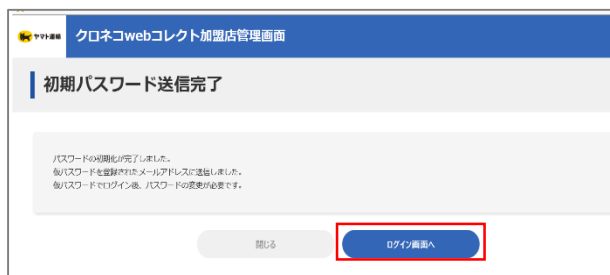 ヤマト運輸 クロネコwebコレクト加盟店管理画面
初期パスワード送信完了
パスワードの初期化が完了しました。
仮パスワードを登録されたメールアドレスに送信しました。
仮パスワードでログイン後、パスワードの変更が必要です。
閉じる ログイン画面へ